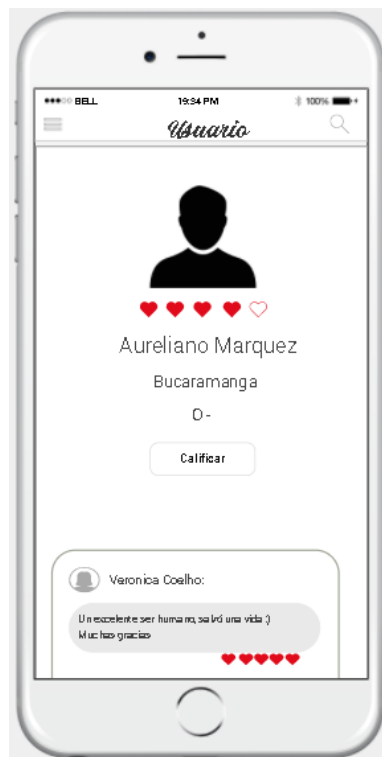 BELL 19:34 PM 100%
Usuario
Aureliano Marquez
Bucaramanga
O-
Calificar
Veronica Coelho:
Un excelente ser humano, salvó una vida :)
Muchas gracias